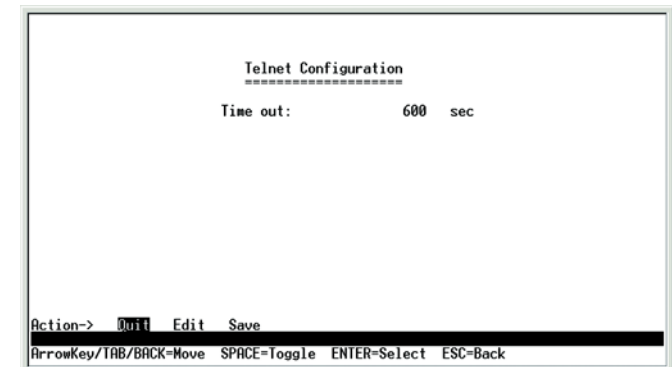 Telnet Configuration
====================
Time out: 600 sec
Action-> Quit Edit Save
ArrowKey/TAB/BACK=Move SPACE=Toggle ENTER=Select ESC=Back